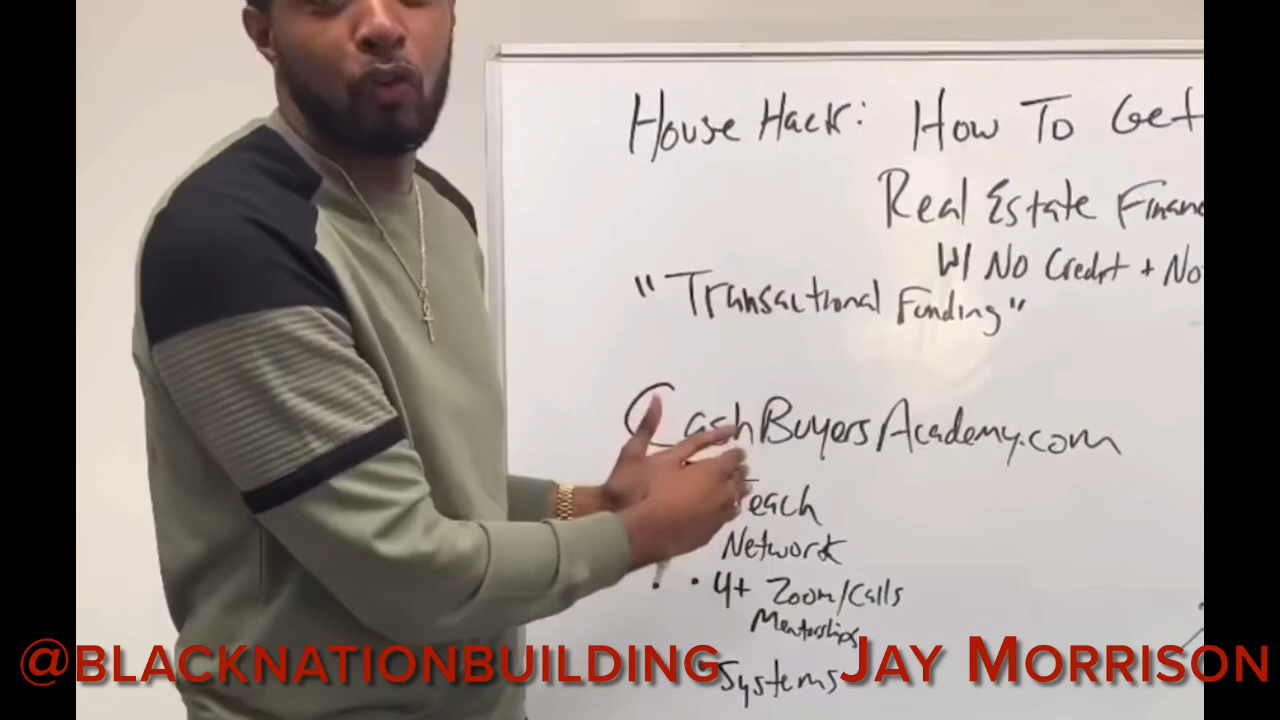 House Hack: How To Get
Real Estate Financ
W/ No Credit + No
"Transactional Funding"
CashBuyersAcademy.com
Teach
Network
• 4+ Zoom/Calls
Mentorships
Systems
@BLACKNATIONBUILDING JAY MORRISON